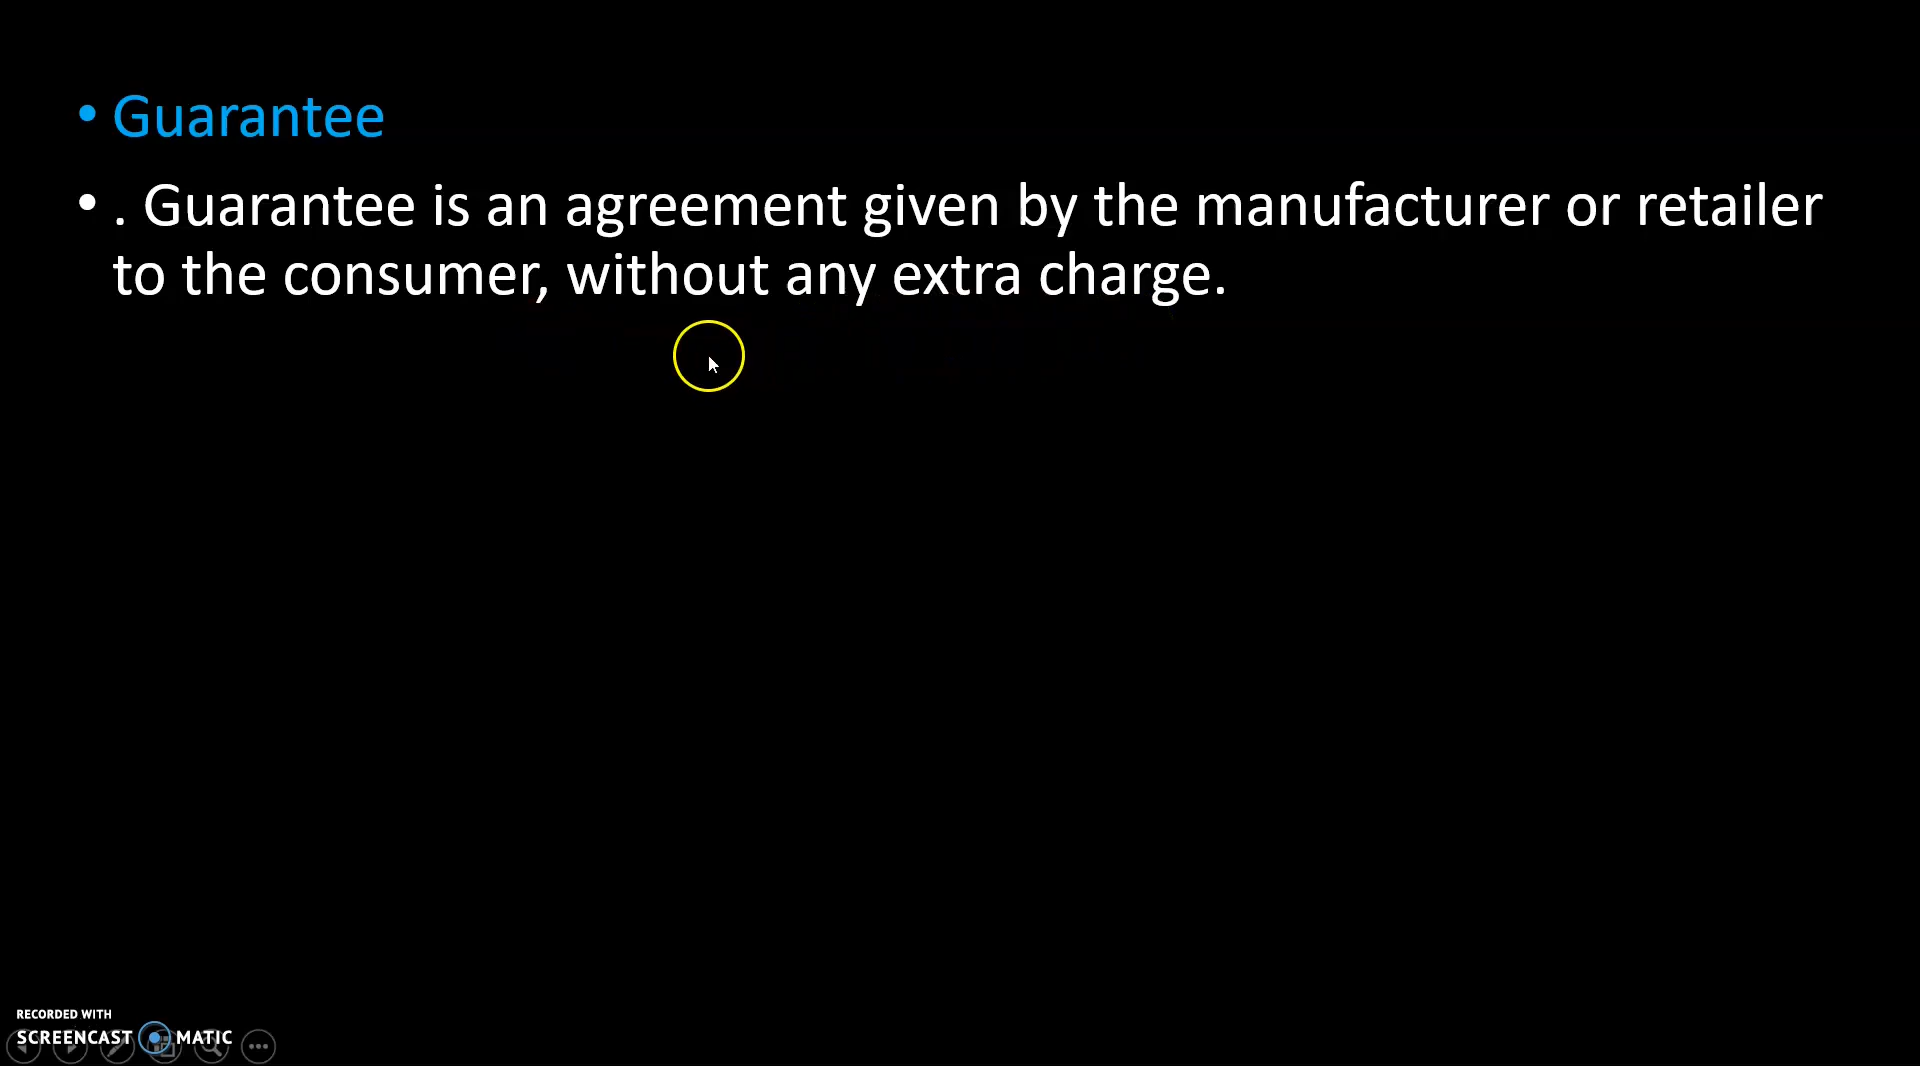 • Guarantee
• . Guarantee is an agreement given by the manufacturer or retailer
to the consumer, without any extra charge.
RECORDED WITH
SCREENCAST MATIC